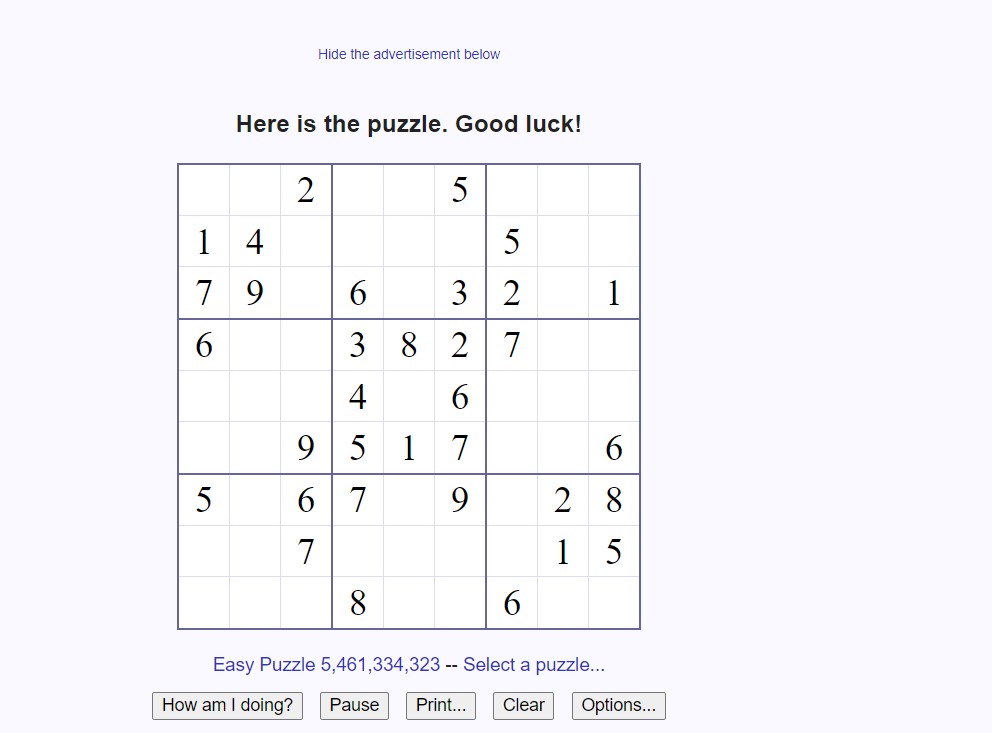 Hide the advertisement below
Here is the puzzle. Good luck!
2 5
1 4 5
7 9 6 3 2 1
6 3 8 2 7
4 6
9 5 1 7 6
5 6 7 9 2 8
7 1 5
8 6
Easy Puzzle 5,461,334,323 -- Select a puzzle...
How am I doing? Pause Print... Clear Options...